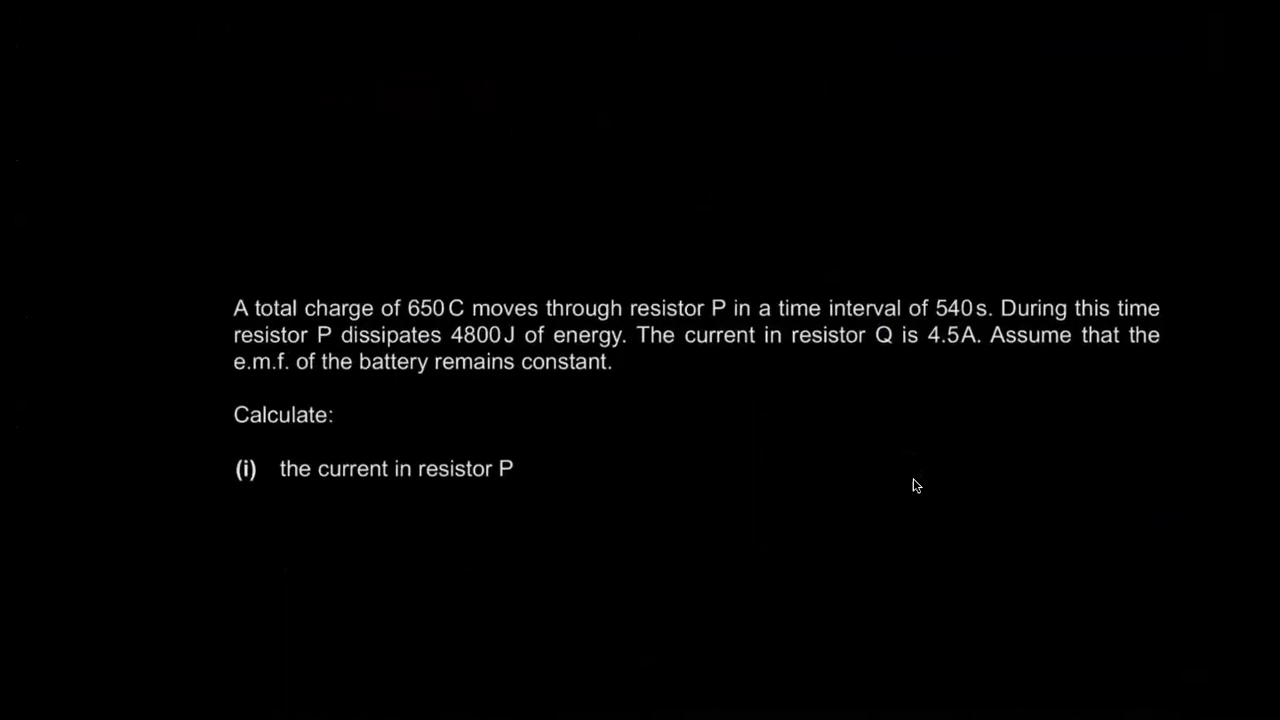 A total charge of 650 C moves through resistor P in a time interval of 540 s. During this time
resistor P dissipates 4800 J of energy. The current in resistor Q is 4.5 A. Assume that the
e.m.f. of the battery remains constant.
Calculate:
(i) the current in resistor P